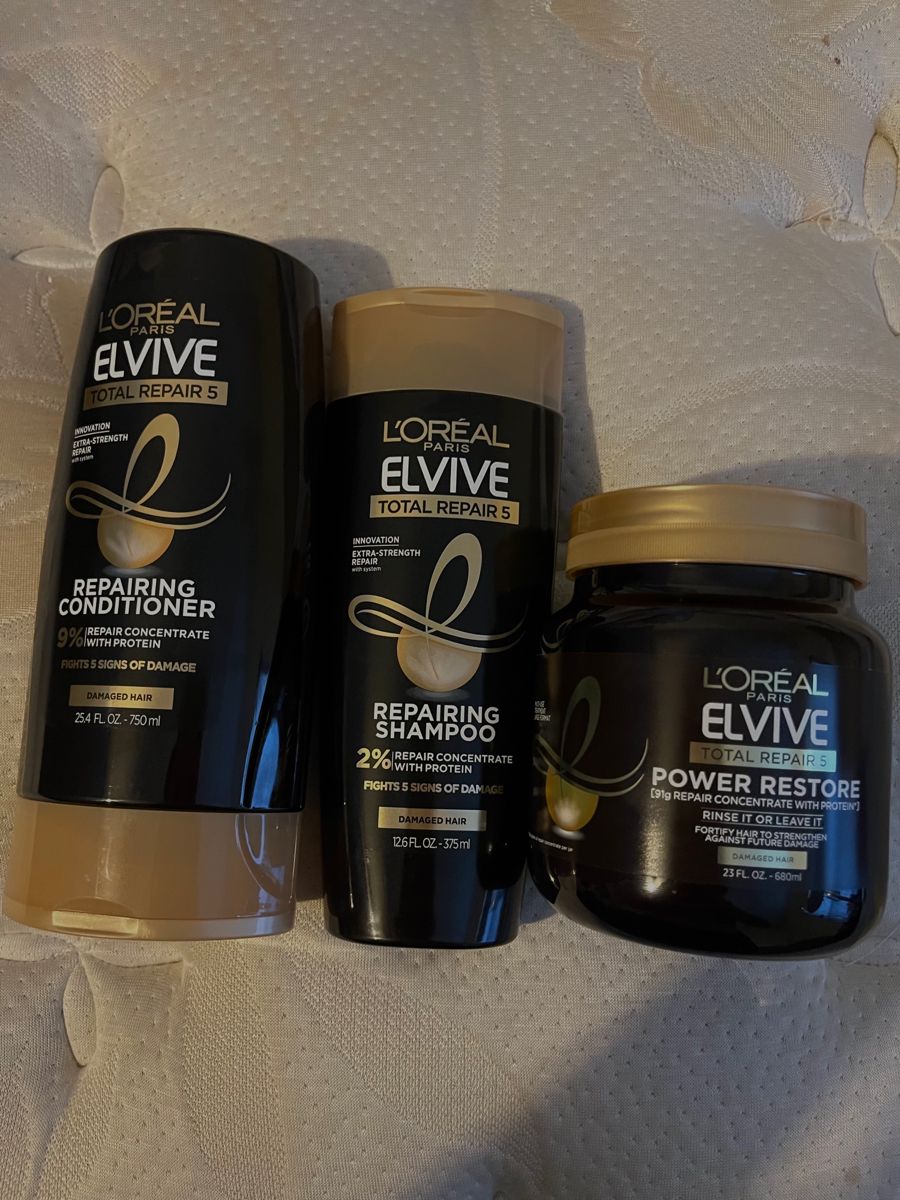 L'ORÉAL
PARIS
ELVIVE
TOTAL REPAIR 5
INNOVATION
EXTRA-STRENGTH
REPAIR
with system
REPAIRING
CONDITIONER
9% REPAIR CONCENTRATE
WITH PROTEIN
FIGHTS 5 SIGNS OF DAMAGE
DAMAGED HAIR
25.4 FL. OZ. - 750 ml
L'ORÉAL
PARIS
ELVIVE
TOTAL REPAIR 5
INNOVATION
EXTRA-STRENGTH
REPAIR
with system
REPAIRING
SHAMPOO
2% REPAIR CONCENTRATE
WITH PROTEIN
FIGHTS 5 SIGNS OF DAMAGE
DAMAGED HAIR
12.6 FL. OZ. - 375 ml
L'ORÉAL
PARIS
ELVIVE
TOTAL REPAIR 5
POWER RESTORE
[91g REPAIR CONCENTRATE WITH PROTEIN*]
RINSE IT OR LEAVE IT
FORTIFY HAIR TO STRENGTHEN
AGAINST FUTURE DAMAGE
DAMAGED HAIR
23 FL. OZ. - 680ml